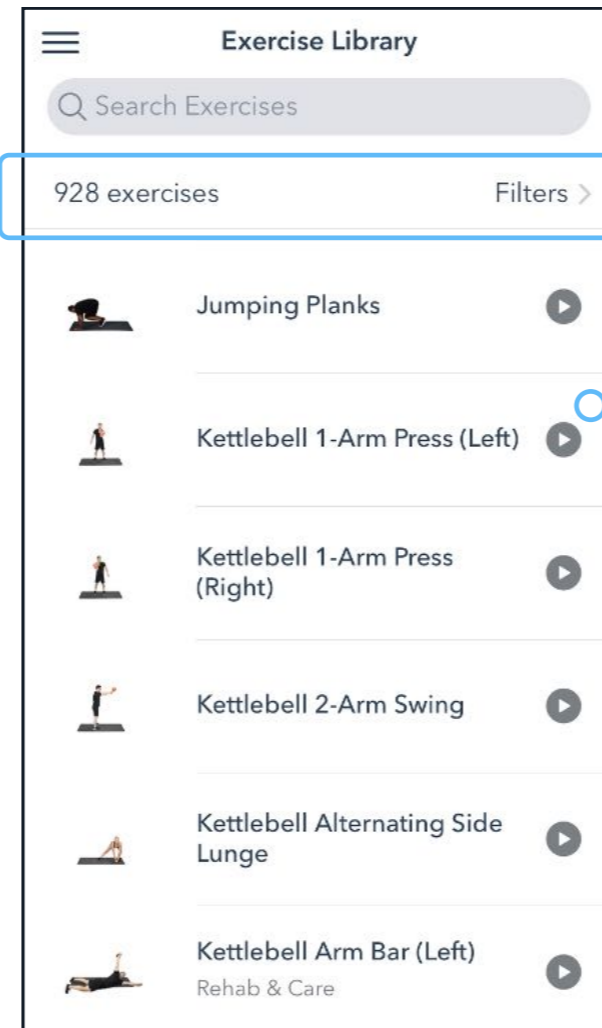 Exercise Library
Search Exercises
928 exercises Filters
Jumping Planks
Kettlebell 1-Arm Press (Left)
Kettlebell 1-Arm Press
(Right)
Kettlebell 2-Arm Swing
Kettlebell Alternating Side
Lunge
Kettlebell Arm Bar (Left)
Rehab & Care